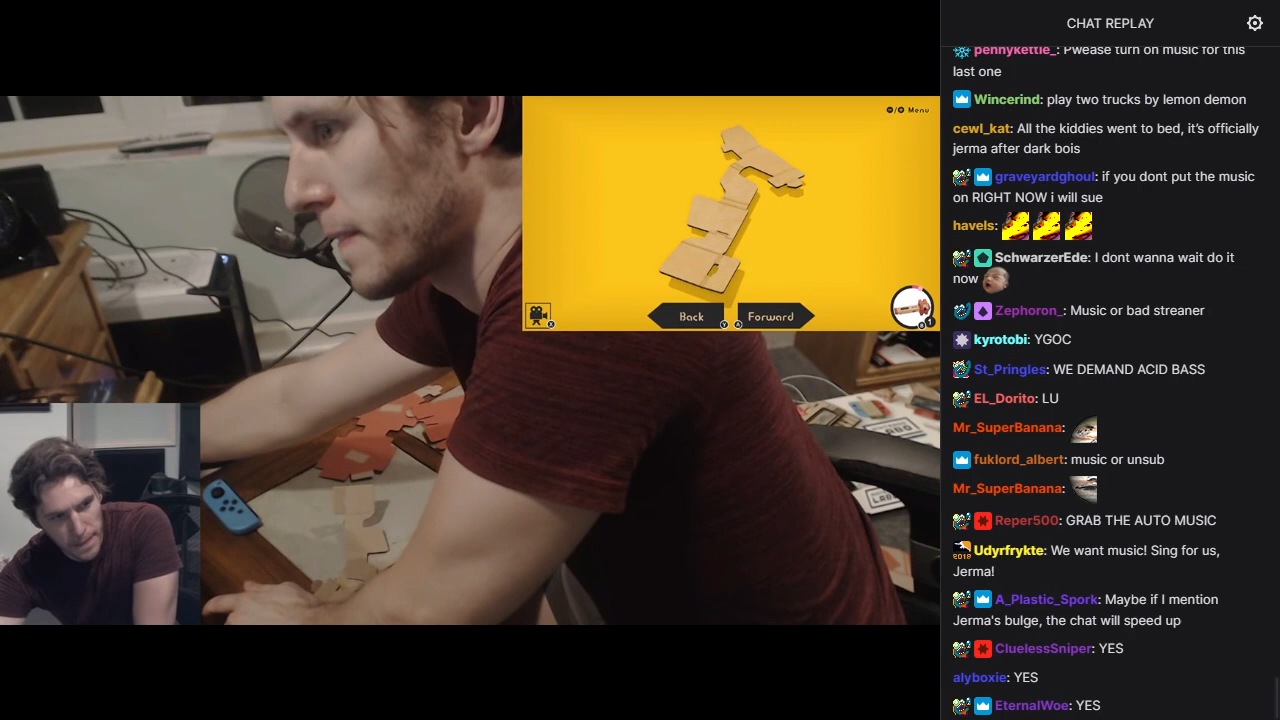 Menu
Back
Forward
LABO
2018
CHAT REPLAY
pennykettle_: Pwease turn on music for this
last one
Wincerind: play two trucks by lemon demon
cewl_kat: All the kiddies went to bed, it's officially
jerma after dark bois
graveyardghoul: if you dont put the music
on RIGHT NOW i will sue
havels:
SchwarzerEde: I dont wanna wait do it
now
Zephoron_: Music or bad streaner
kyrotobi: YGOC
St_Pringles: WE DEMAND ACID BASS
EL_Dorito: LU
Mr_SuperBanana:
fuklord_albert: music or unsub
Mr_SuperBanana:
Reper500: GRAB THE AUTO MUSIC
Udyrfrykte: We want music! Sing for us,
Jerma!
A_Plastic_Spork: Maybe if I mention
Jerma's bulge, the chat will speed up
CluelessSniper: YES
alyboxie: YES
EternalWoe: YES